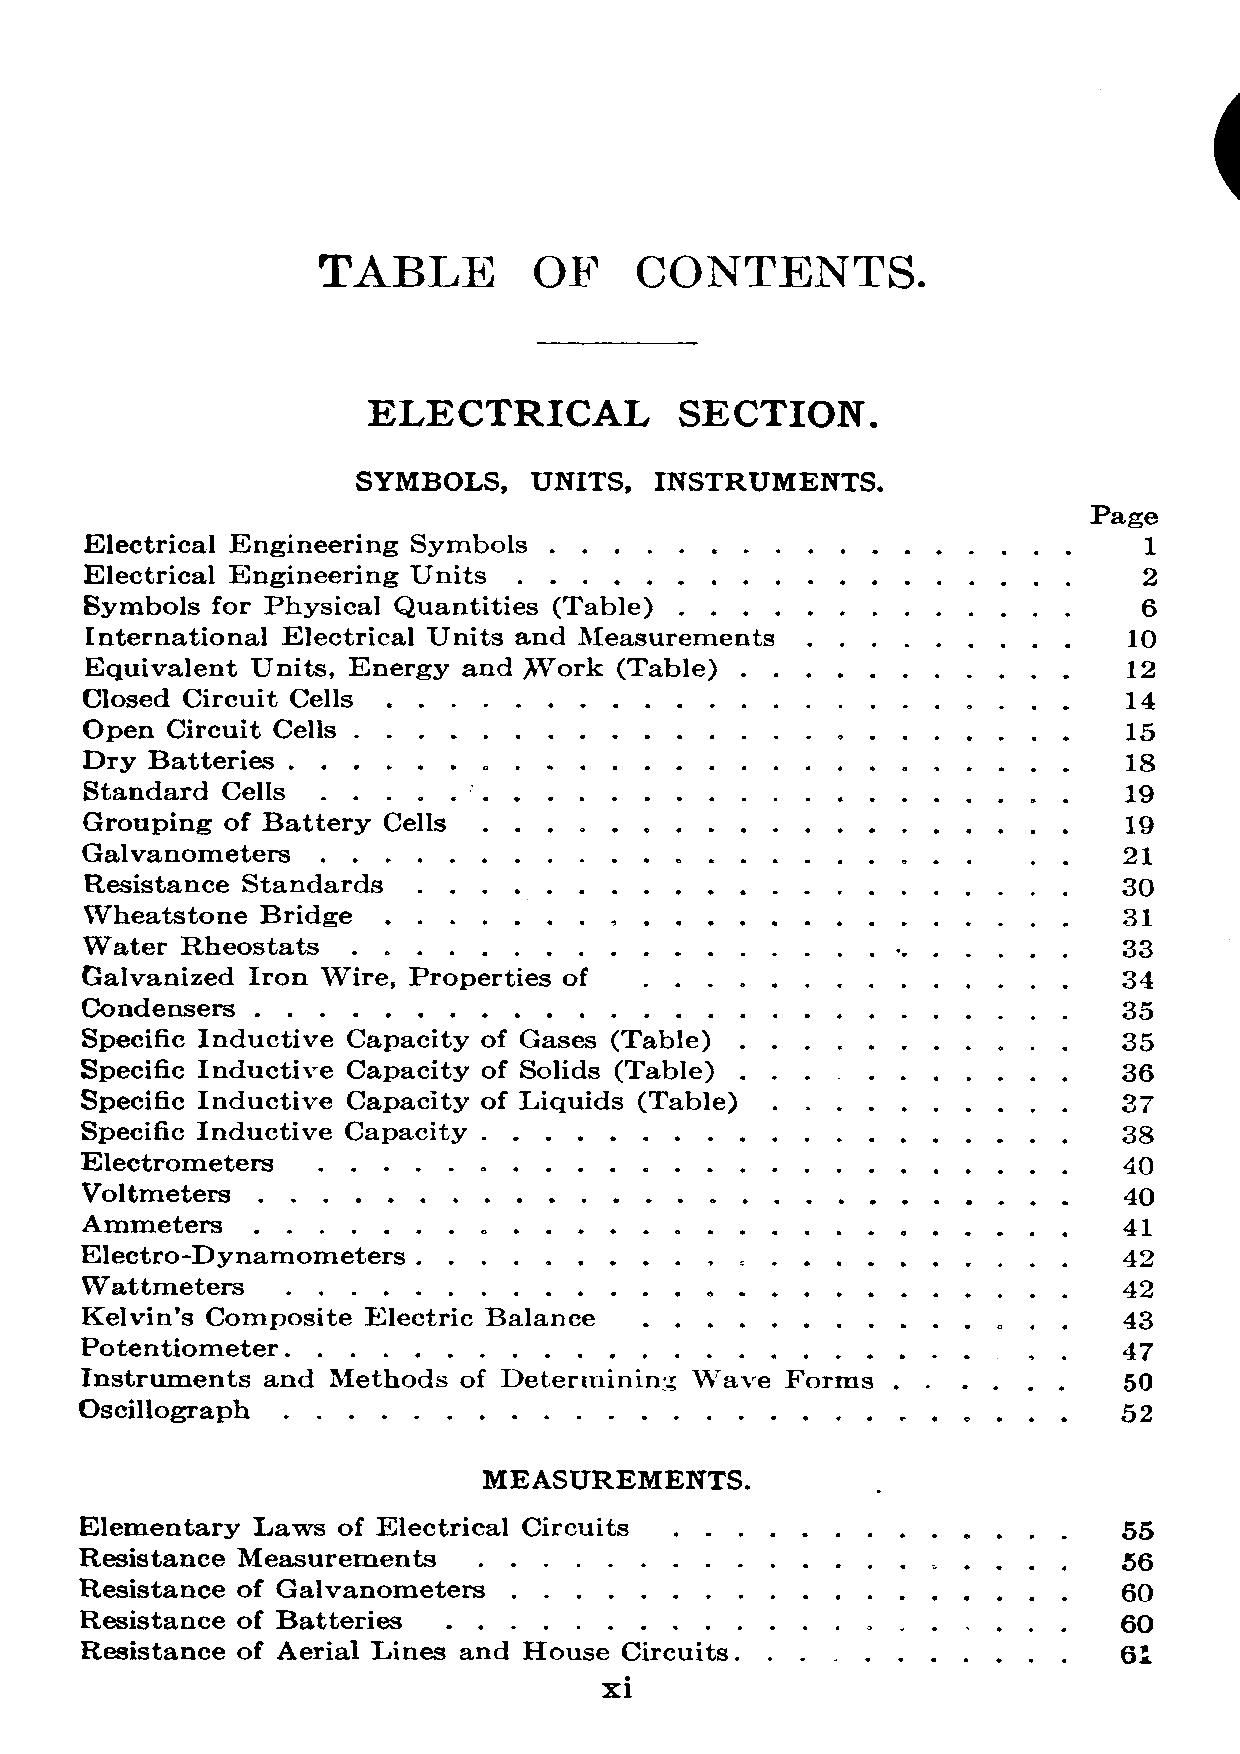 TABLE OF CONTENTS.
ELECTRICAL SECTION.
SYMBOLS, UNITS, INSTRUMENTS.
Page
Electrical Engineering Symbols . . . . . . . . . . . . . . . . . 1
Electrical Engineering Units . . . . . . . . . . . . . . . . . . 2
Symbols for Physical Quantities (Table) . . . . . . . . . . . . . 6
International Electrical Units and Measurements . . . . . . . . . 10
Equivalent Units, Energy and Work (Table) . . . . . . . . . . . 12
Closed Circuit Cells . . . . . . . . . . . . . . . . . . . . . . 14
Open Circuit Cells . . . . . . . . . . . . . . . . . . . . . . . 15
Dry Batteries . . . . . . . . . . . . . . . . . . . . . . . . . 18
Standard Cells . . . . . . . . . . . . . . . . . . . . . . . . 19
Grouping of Battery Cells . . . . . . . . . . . . . . . . . . . 19
Galvanometers . . . . . . . . . . . . . . . . . . . . . . . 21
Resistance Standards . . . . . . . . . . . . . . . . . . . . . 30
Wheatstone Bridge . . . . . . . . . . . . . . . . . . . . . . 31
Water Rheostats . . . . . . . . . . . . . . . . . . . . . . . 33
Galvanized Iron Wire, Properties of . . . . . . . . . . . . . . 34
Condensers . . . . . . . . . . . . . . . . . . . . . . . . . . 35
Specific Inductive Capacity of Gases (Table) . . . . . . . . . . . 35
Specific Inductive Capacity of Solids (Table) . . . . . . . . . . . 36
Specific Inductive Capacity of Liquids (Table) . . . . . . . . . . 37
Specific Inductive Capacity . . . . . . . . . . . . . . . . . . . 38
Electrometers . . . . . . . . . . . . . . . . . . . . . . . . 40
Voltmeters . . . . . . . . . . . . . . . . . . . . . . . . . . 40
Ammeters . . . . . . . . . . . . . . . . . . . . . . . . . . 41
Electro-Dynamometers . . . . . . . . . . . . . . . . . . . . . 42
Wattmeters . . . . . . . . . . . . . . . . . . . . . . . . . 42
Kelvin's Composite Electric Balance . . . . . . . . . . . . . . 43
Potentiometer . . . . . . . . . . . . . . . . . . . . . . . . 47
Instruments and Methods of Determining Wave Forms . . . . . . 50
Oscillograph . . . . . . . . . . . . . . . . . . . . . . . . . 52
MEASUREMENTS.
Elementary Laws of Electrical Circuits . . . . . . . . . . . . . 55
Resistance Measurements . . . . . . . . . . . . . . . . . . . 56
Resistance of Galvanometers . . . . . . . . . . . . . . . . . . 60
Resistance of Batteries . . . . . . . . . . . . . . . . . . . . 60
Resistance of Aerial Lines and House Circuits . . . . . . . . . . . 61
xi